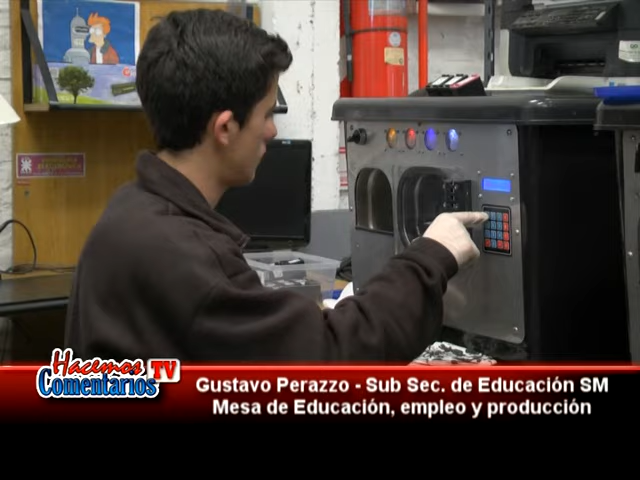 Hacemos TV
Comentarios
Gustavo Perazzo - Sub Sec. de Educación SM
Mesa de Educación, empleo y producción